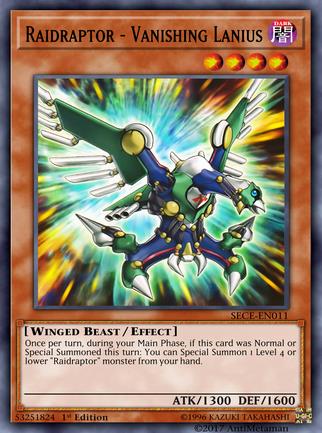 Raidraptor - Vanishing Lanius
DARK
闇
SECE-EN011
[Winged Beast / Effect]
Once per turn, during your Main Phase, if this card was Normal or
Special Summoned this turn: You can Special Summon 1 Level 4 or
lower "Raidraptor" monster from your hand.
ATK/1300 DEF/1600
53251824 1st Edition ©1996 KAZUKI TAKAHASHI
©2017 AntiMetaman